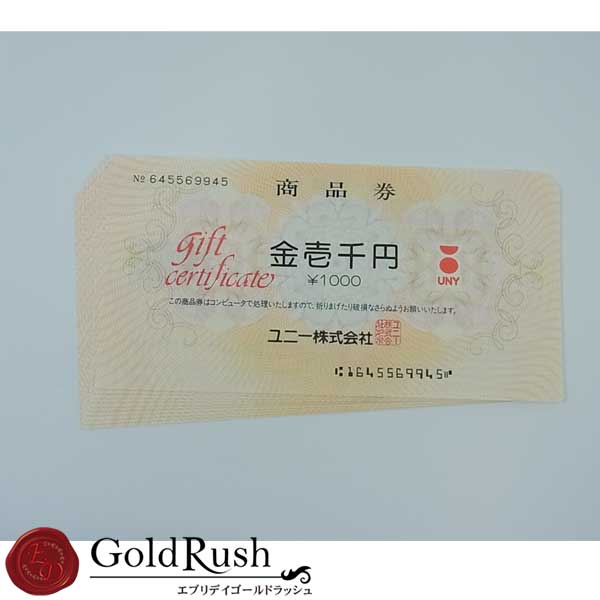 № 645569945
商品券
gift certificate
金壱千円
¥1000
UNY
この商品券はコンピュータで処理いたしますので、折りまげたり破損なさらぬようお願いいたします。
ユニー株式会社
1645569945
GoldRush
エブリデイゴールドラッシュ